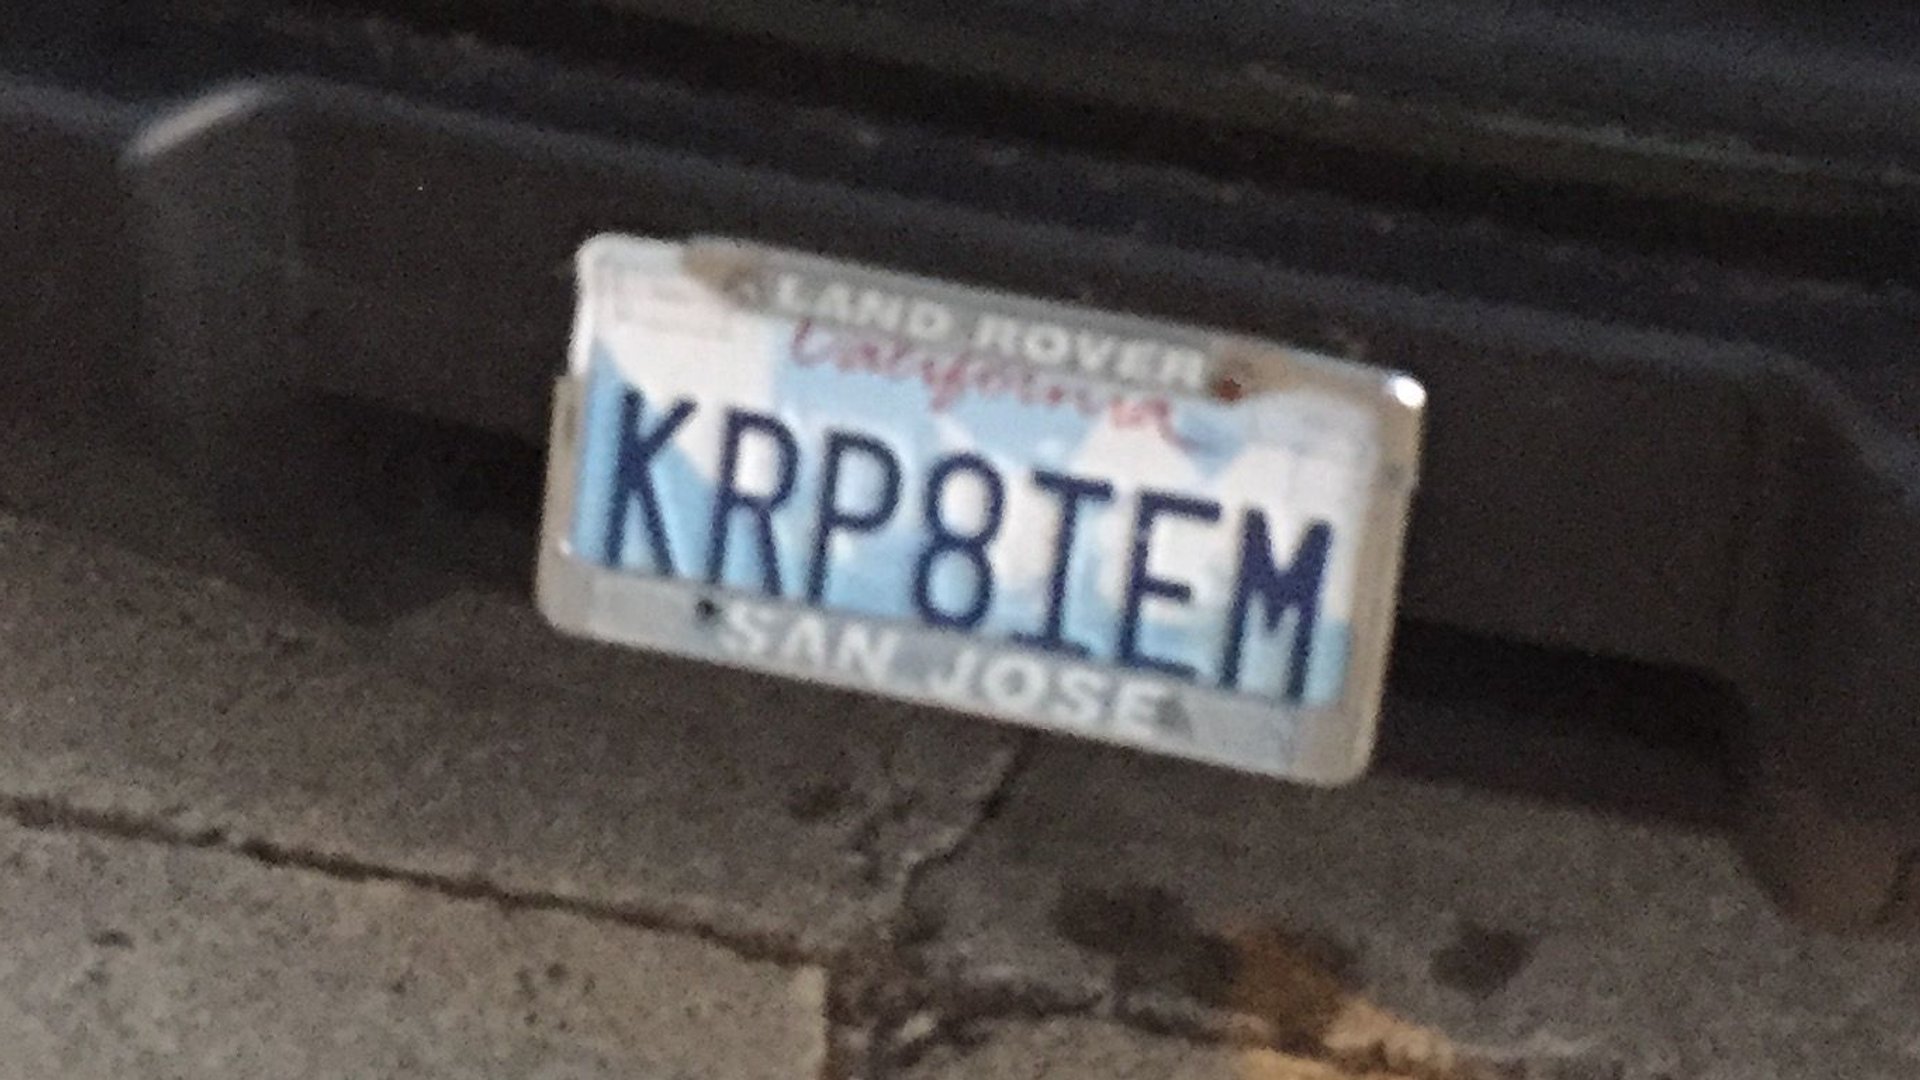 LAND ROVER
California
KRP8IEM
SAN JOSE